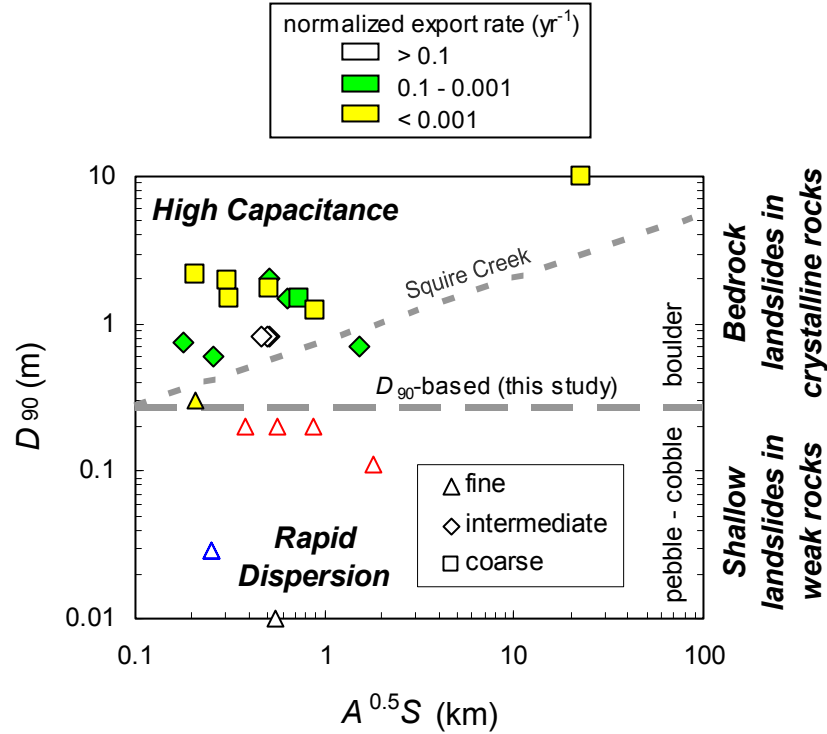 normalized export rate (yr⁻¹)
> 0.1
0.1 - 0.001
< 0.001
10
1
0.1
0.01
D₉₀ (m)
High Capacitance
Squire Creek
D₉₀-based (this study)
boulder
pebble - cobble
fine
intermediate
coarse
Rapid
Dispersion
Bedrock
landslides in
crystalline rocks
Shallow
landslides in
weak rocks
0.1
1
10
100
A⁰·⁵S (km)